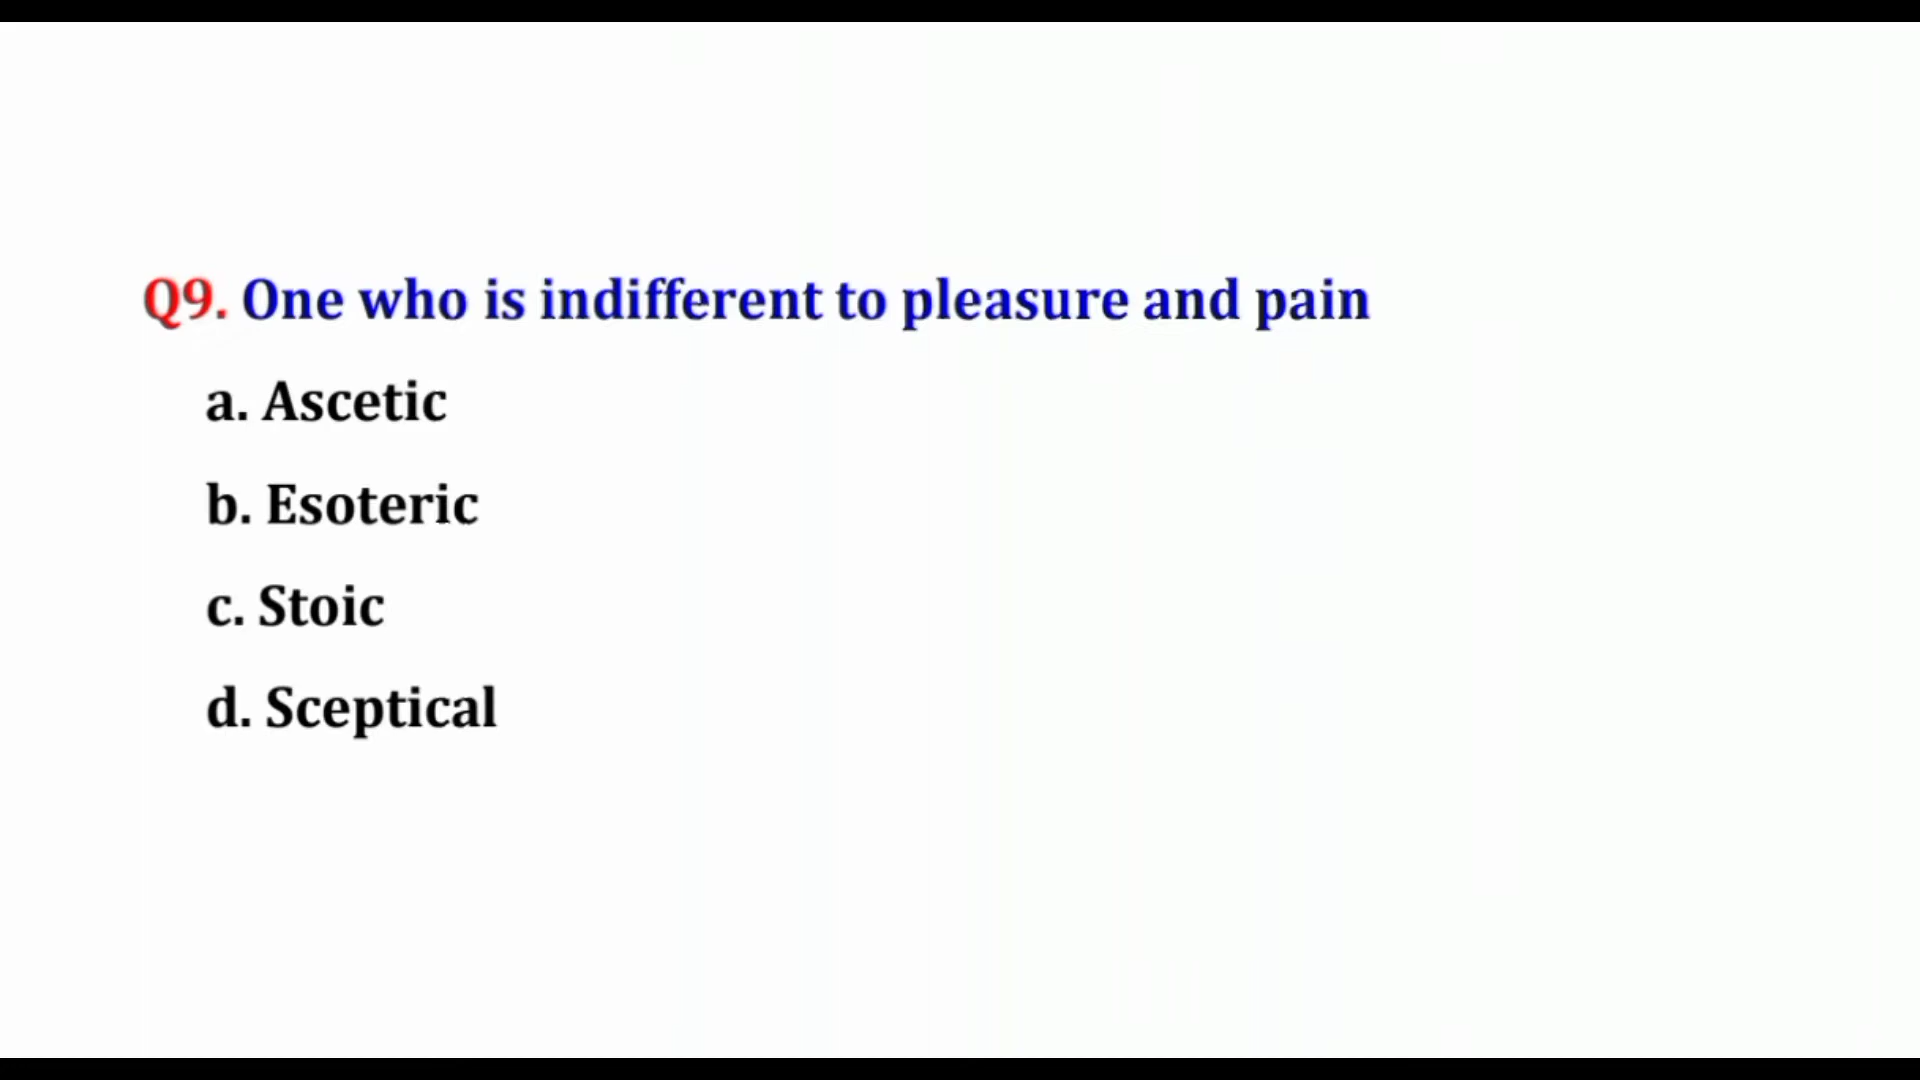 Q9. One who is indifferent to pleasure and pain
a. Ascetic
b. Esoteric
c. Stoic
d. Sceptical